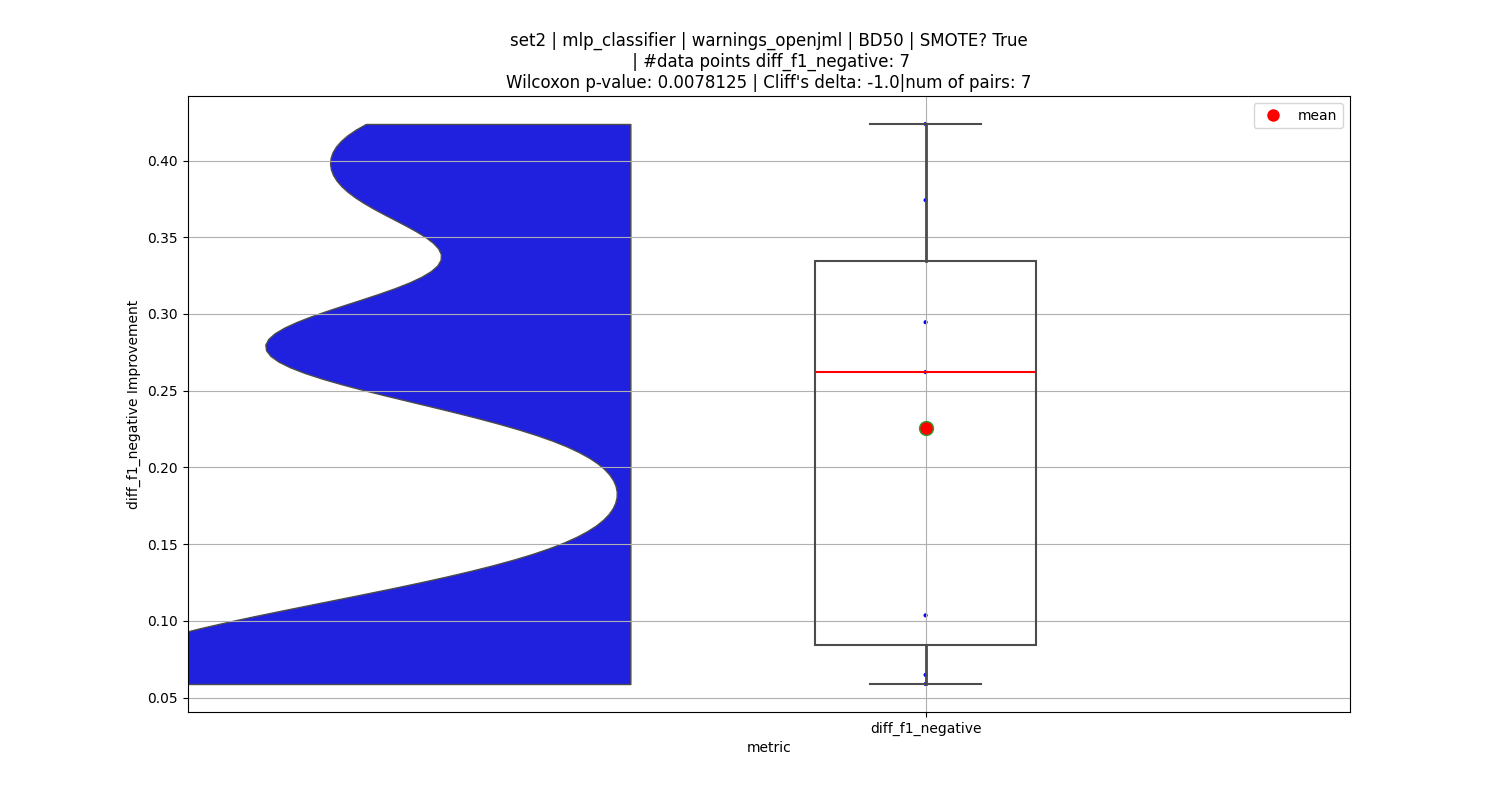 set2 | mlp_classifier | warnings_openjml | BD50 | SMOTE? True
| #data points diff_f1_negative: 7
Wilcoxon p-value: 0.0078125 | Cliff's delta: -1.0|num of pairs: 7
mean
0.40
0.35
0.30
0.25
0.20
0.15
0.10
0.05
diff_f1_negative Improvement
diff_f1_negative
metric